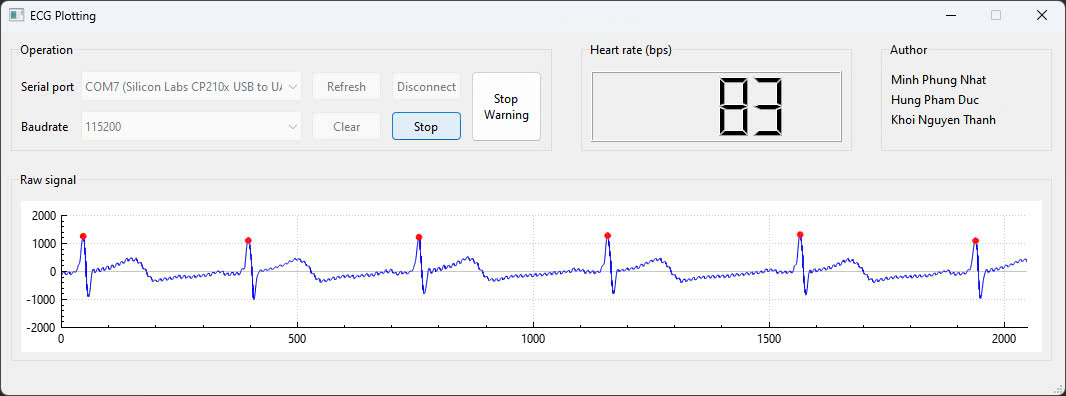 ECG Plotting
Operation
Serial port COM7 (Silicon Labs CP210x USB to UA Refresh Disconnect
Stop
Warning
Baudrate 115200 Clear Stop
Heart rate (bps)
83
Author
Minh Phung Nhat
Hung Pham Duc
Khoi Nguyen Thanh
Raw signal
2000
1000
0
-1000
-2000
0 500 1000 1500 2000